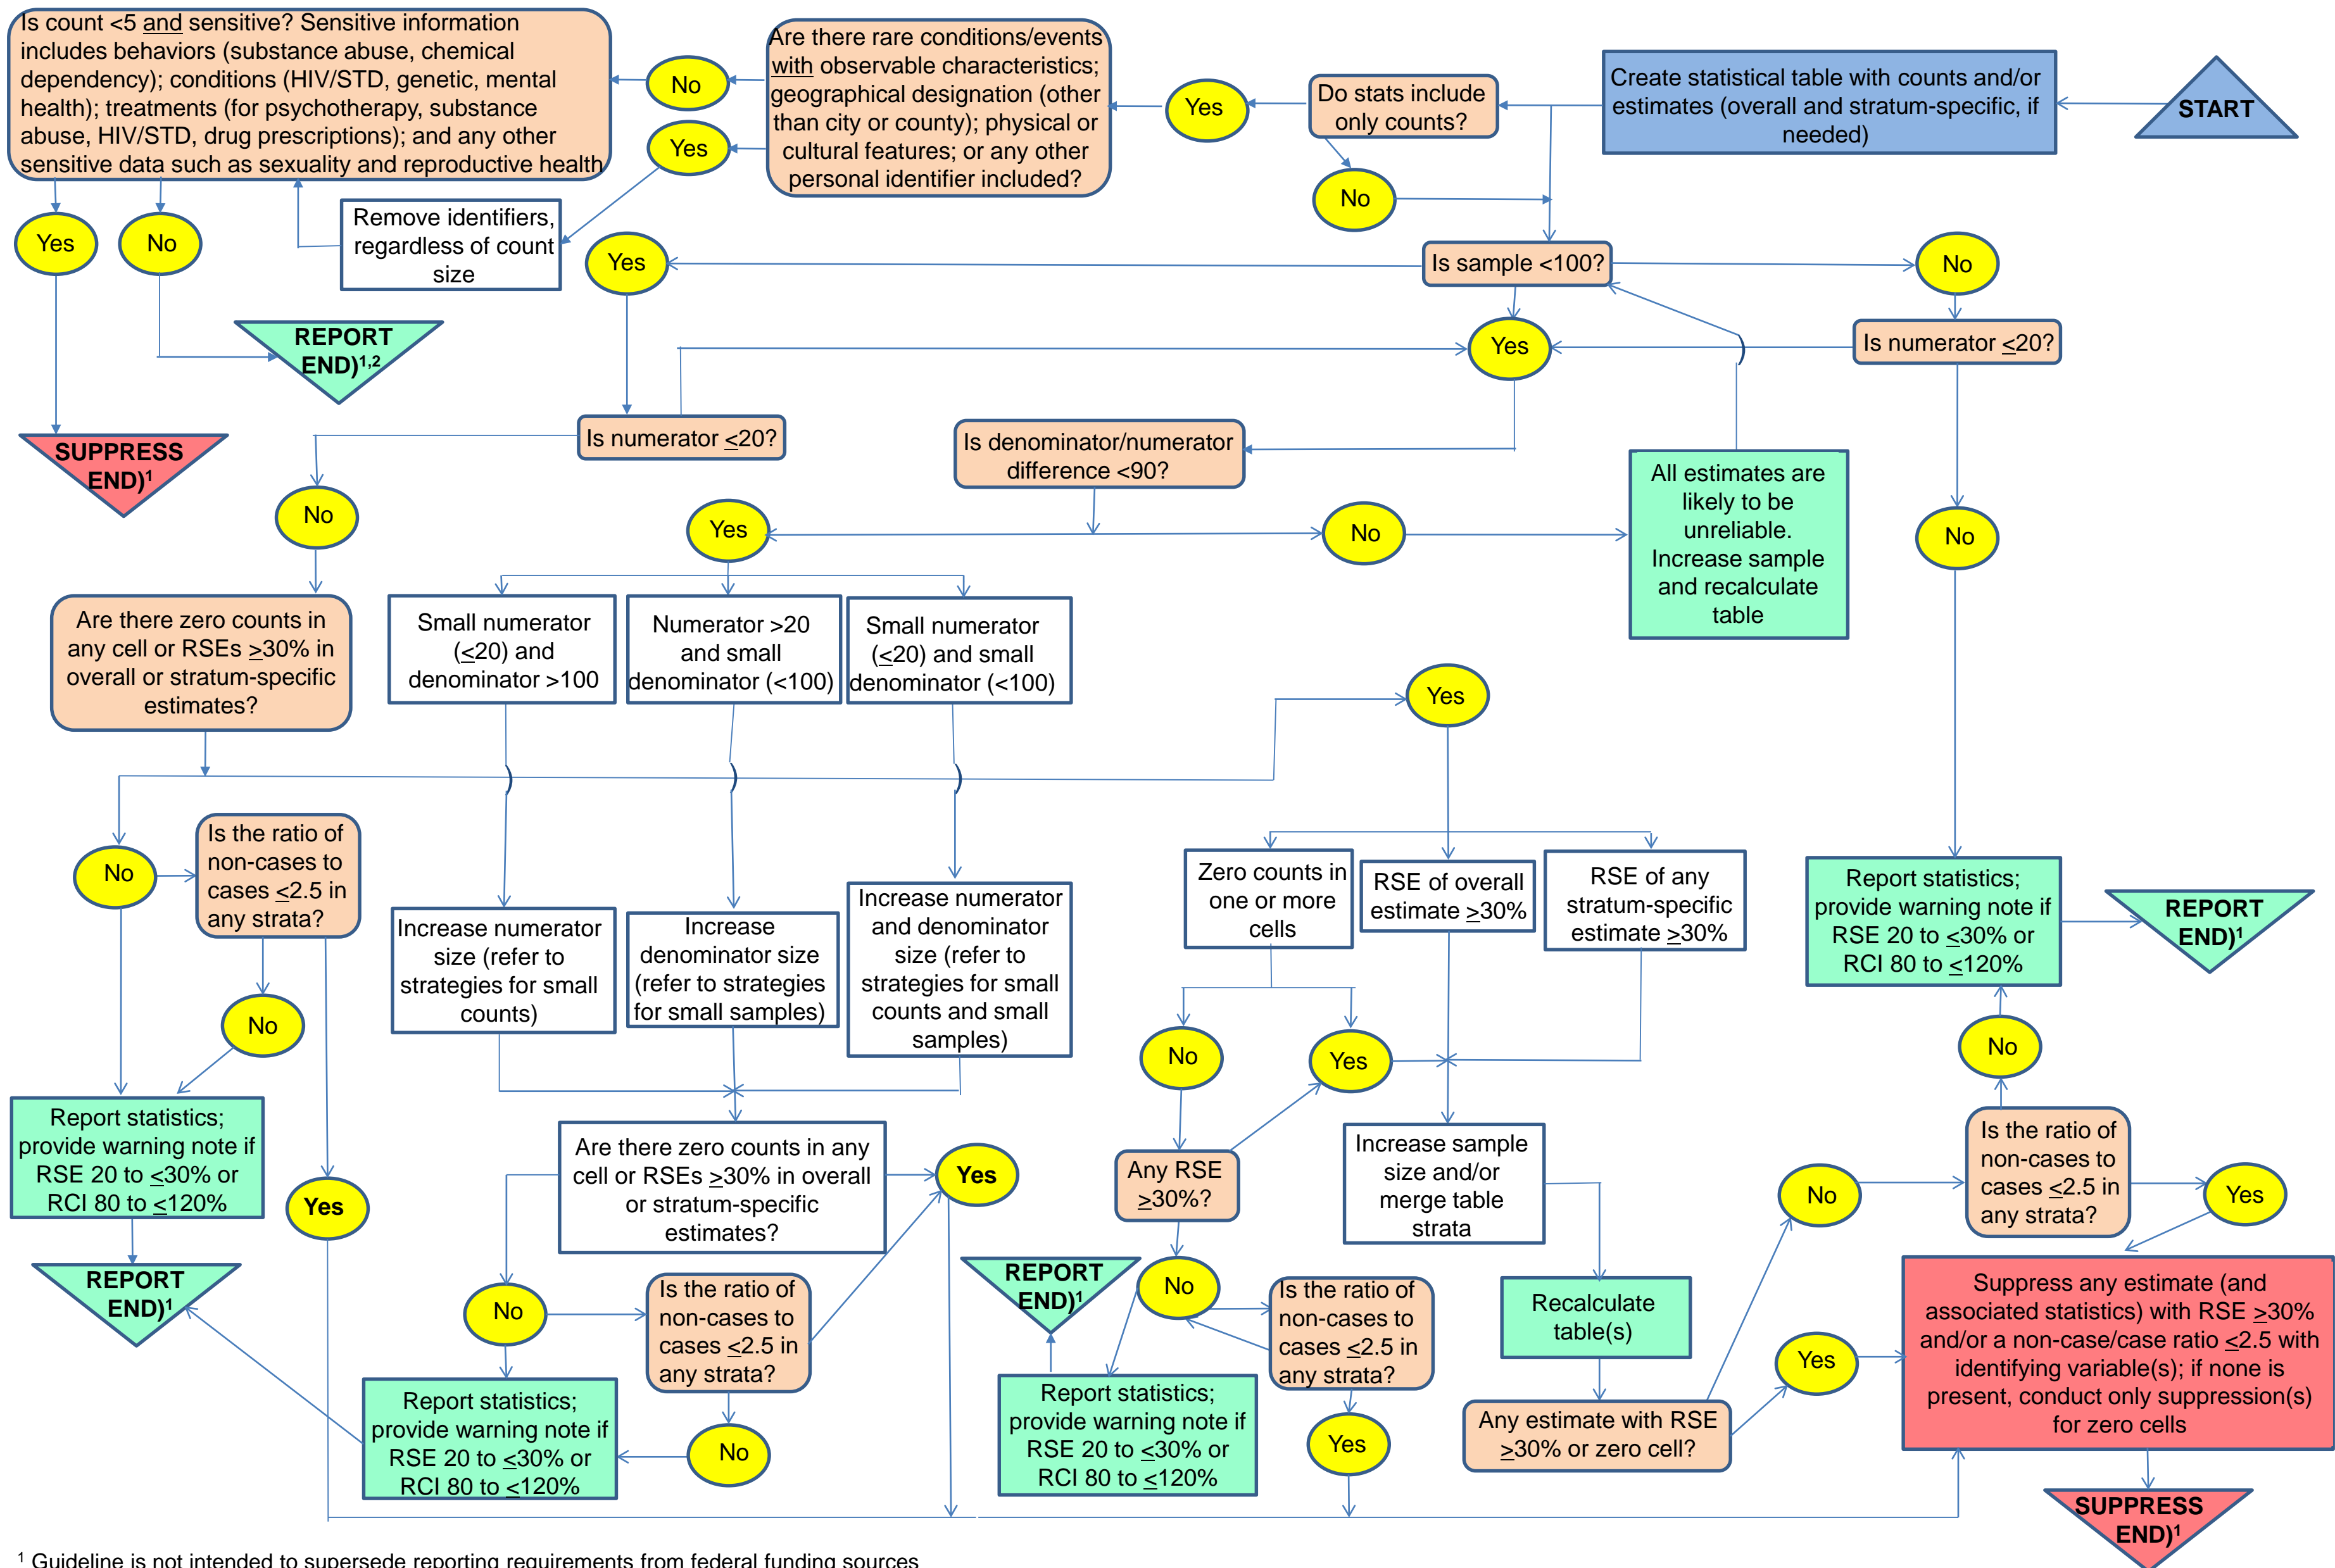 Is count <5 and sensitive? Sensitive information
includes behaviors (substance abuse, chemical
dependency); conditions (HIV/STD, genetic, mental
health); treatments (for psychotherapy, substance
abuse, HIV/STD, drug prescriptions); and any other
sensitive data such as sexuality and reproductive health
No
Yes
Are there rare conditions/events
with observable characteristics;
geographical designation (other
than city or county); physical or
cultural features; or any other
personal identifier included?
Yes
Do stats include
only counts?
No
Create statistical table with counts and/or
estimates (overall and stratum-specific, if
needed)
START
Yes
No
Remove identifiers,
regardless of count
size
Yes
Is sample <100?
No
REPORT
END)1,2
Yes
Is numerator ≤20?
SUPPRESS
END)1
Is numerator ≤20?
Is denominator/numerator
difference <90?
All estimates are
likely to be
unreliable.
Increase sample
and recalculate
table
No
Yes
No
No
Are there zero counts in
any cell or RSEs ≥30% in
overall or stratum-specific
estimates?
Small numerator
(≤20) and
denominator >100
Numerator >20
and small
denominator (<100)
Small numerator
(≤20) and small
denominator (<100)
Yes
No
Is the ratio of
non-cases to
cases ≤2.5 in
any strata?
Increase numerator
size (refer to
strategies for small
counts)
Increase
denominator size
(refer to strategies
for small samples)
Increase numerator
and denominator
size (refer to
strategies for small
counts and small
samples)
Zero counts in
one or more
cells
RSE of overall
estimate ≥30%
RSE of any
stratum-specific
estimate ≥30%
Report statistics;
provide warning note if
RSE 20 to ≤30% or
RCI 80 to ≤120%
REPORT
END)1
No
No
Yes
No
Report statistics;
provide warning note if
RSE 20 to ≤30% or
RCI 80 to ≤120%
Yes
Are there zero counts in any
cell or RSEs ≥30% in overall
or stratum-specific
estimates?
Yes
Any RSE
≥30%?
Increase sample
size and/or
merge table
strata
No
Is the ratio of
non-cases to
cases ≤2.5 in
any strata?
Yes
REPORT
END)1
No
Is the ratio of
non-cases to
cases ≤2.5 in
any strata?
REPORT
END)1
No
Is the ratio of
non-cases to
cases ≤2.5 in
any strata?
Recalculate
table(s)
Yes
Suppress any estimate (and
associated statistics) with RSE ≥30%
and/or a non-case/case ratio ≤2.5 with
identifying variable(s); if none is
present, conduct only suppression(s)
for zero cells
Report statistics;
provide warning note if
RSE 20 to ≤30% or
RCI 80 to ≤120%
No
Report statistics;
provide warning note if
RSE 20 to ≤30% or
RCI 80 to ≤120%
Yes
Any estimate with RSE
≥30% or zero cell?
SUPPRESS
END)1
1 Guideline is not intended to supersede reporting requirements from federal funding sources